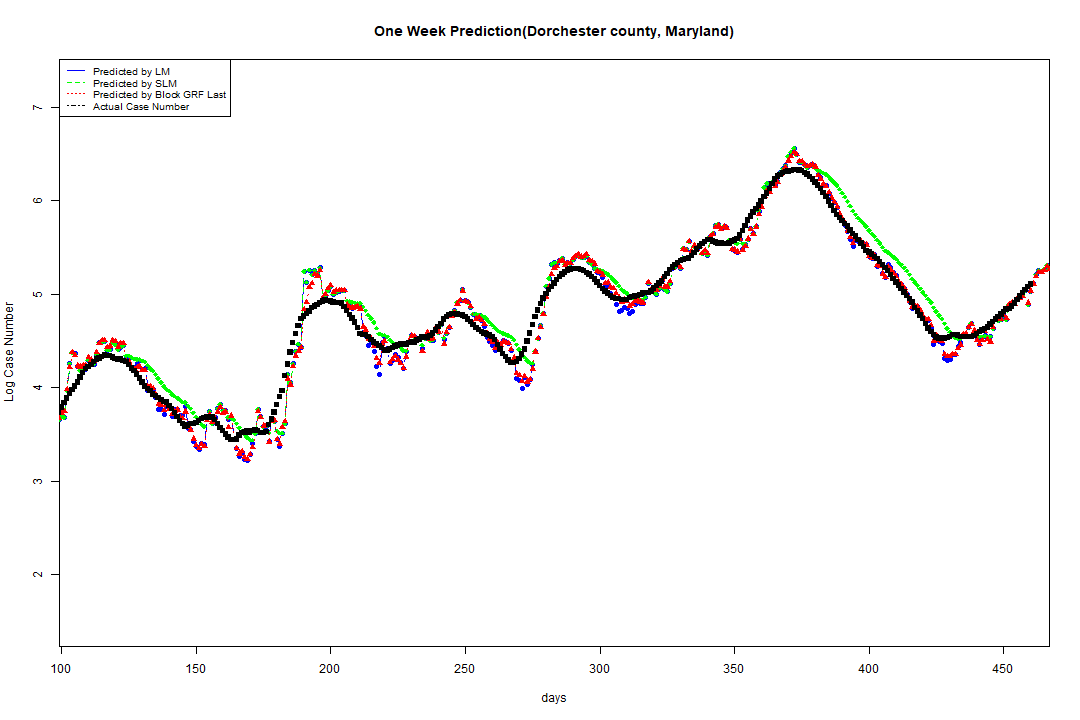 One Week Prediction(Dorchester county, Maryland)
Predicted by LM
Predicted by SLM
Predicted by Block GRF Last
Actual Case Number
7
6
5
4
3
2
Log Case Number
100 150 200 250 300 350 400 450
days